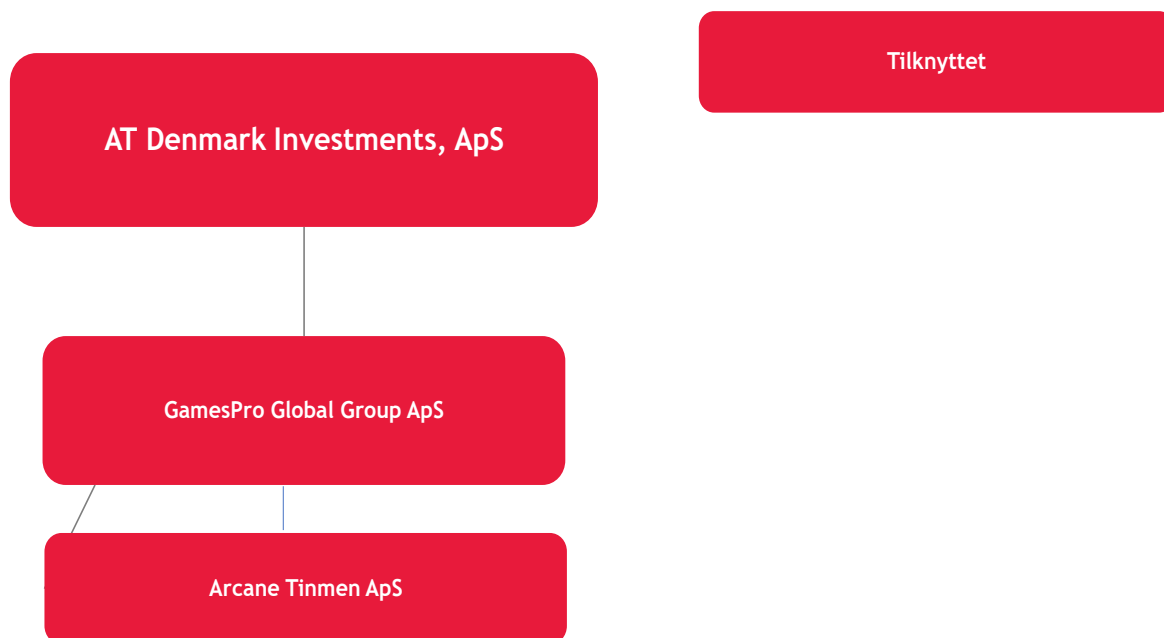 Tilknyttet
AT Denmark Investments, ApS
GamesPro Global Group ApS
Arcane Tinmen ApS